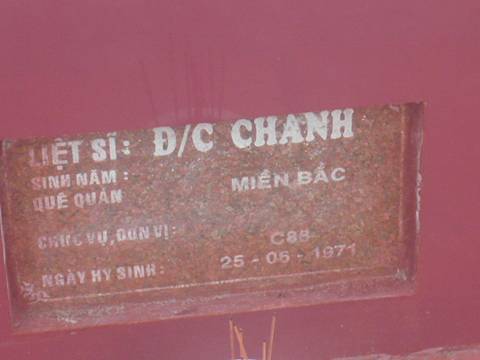 LIỆT SĨ: Đ/C CHANH
SINH NĂM:
QUÊ QUÁN MIỀN BẮC
CHỨC VỤ, ĐƠN VỊ: C88
NGÀY HY SINH: 25 - 05 - 1971